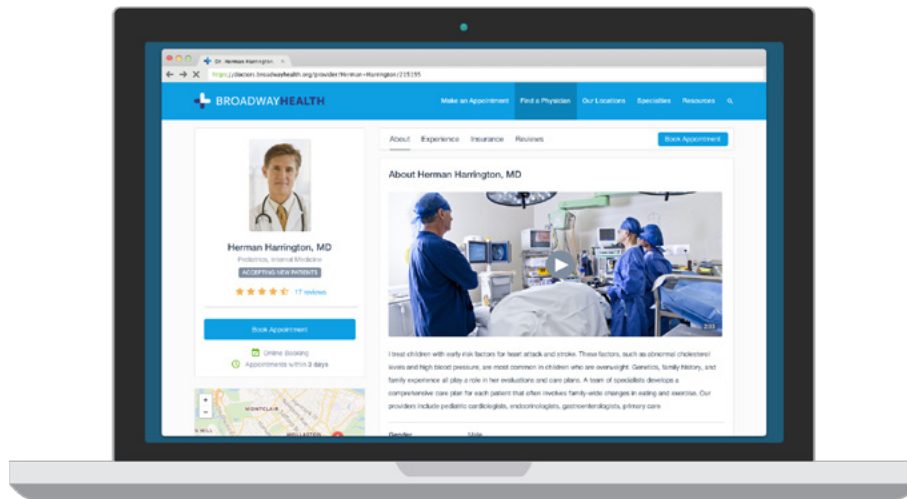 Dr. Herman Harrington,
https://doctors.broadwayhealth.org/provider/Herman-Harrington/215195
BROADWAYHEALTH
Make an Appointment Find a Physician Our Locations Specialties Resources
Herman Harrington, MD
Pediatrics, Internal Medicine
ACCEPTING NEW PATIENTS
17 reviews
Book Appointment
Online Booking
Appointments within 3 days
MONTCLAIR
WOLLASTON
About Experience Insurance Reviews
Book Appointment
About Herman Harrington, MD
2:33
I treat children with early risk factors for heart attack and stroke. These factors, such as abnormal cholesterol
levels and high blood pressure, are most common in children who are overweight. Genetics, family history, and
family experience all play a role in her evaluations and care plans. A team of specialists develops a
comprehensive care plan for each patient that often involves family-wide changes in eating and exercise. Our
providers include pediatric cardiologists, endocrinologists, gastroenterologists, primary care
Gender Male